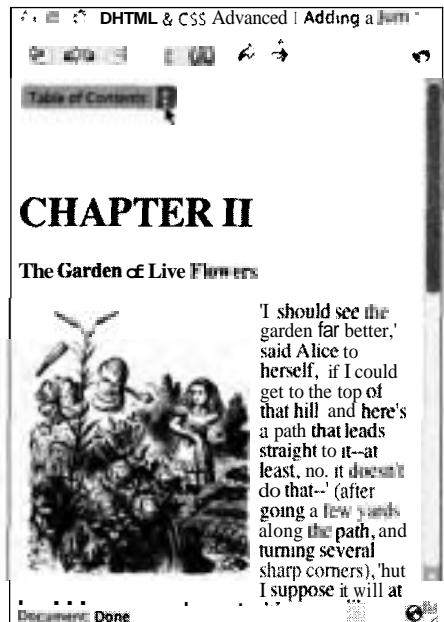 DHTML & CSS Advanced | Adding a Jum
Table of Contents
CHAPTER II
The Garden of Live Flowers
'I should see the
garden far better,'
said Alice to
herself, if I could
get to the top of
that hill and here's
a path that leads
straight to it--at
least, no. it doesn't
do that--' (after
going a few yards
along the path, and
turning several
sharp corners), 'hut
I suppose it will at
Document: Done